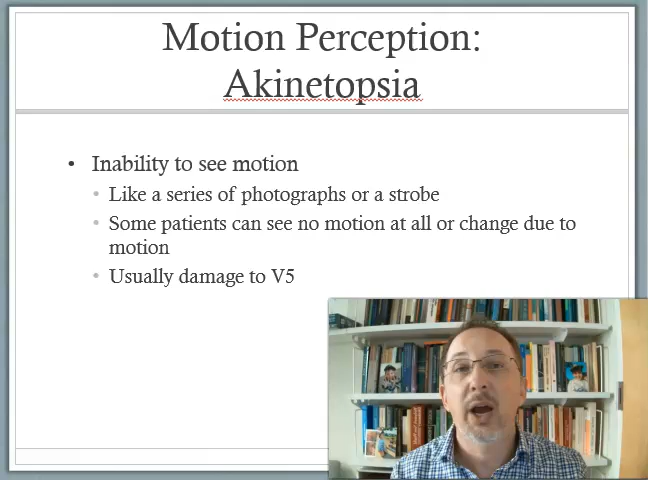 Motion Perception:
Akinetopsia
• Inability to see motion
• Like a series of photographs or a strobe
• Some patients can see no motion at all or change due to
motion
• Usually damage to V5